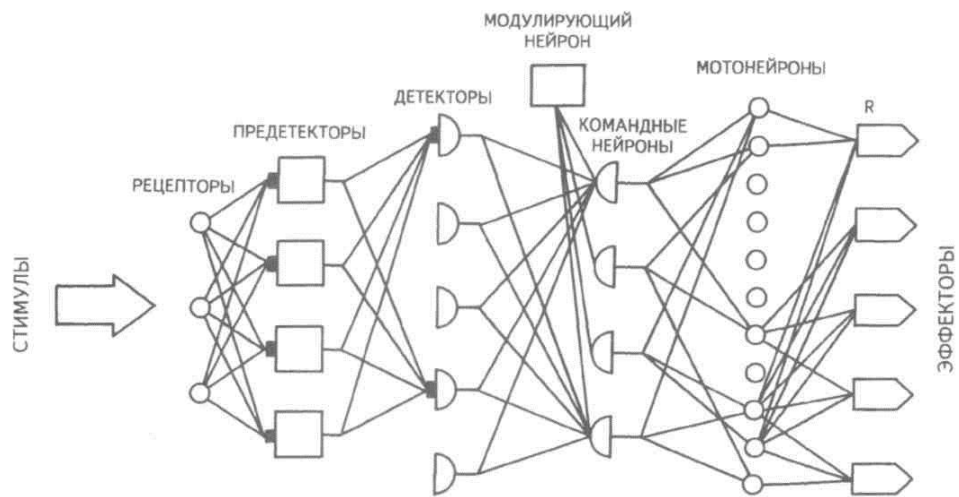 СТИМУЛЫ
РЕЦЕПТОРЫ
ПРЕДЕТЕКТОРЫ
ДЕТЕКТОРЫ
МОДУЛИРУЮЩИЙ
НЕЙРОН
КОМАНДНЫЕ
НЕЙРОНЫ
МОТОНЕЙРОНЫ
R
ЭФФЕКТОРЫ